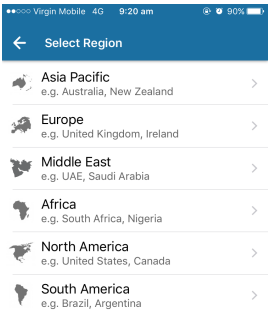 Virgin Mobile 4G 9:20 am 90%
Select Region
Asia Pacific
e.g. Australia, New Zealand
Europe
e.g. United Kingdom, Ireland
Middle East
e.g. UAE, Saudi Arabia
Africa
e.g. South Africa, Nigeria
North America
e.g. United States, Canada
South America
e.g. Brazil, Argentina